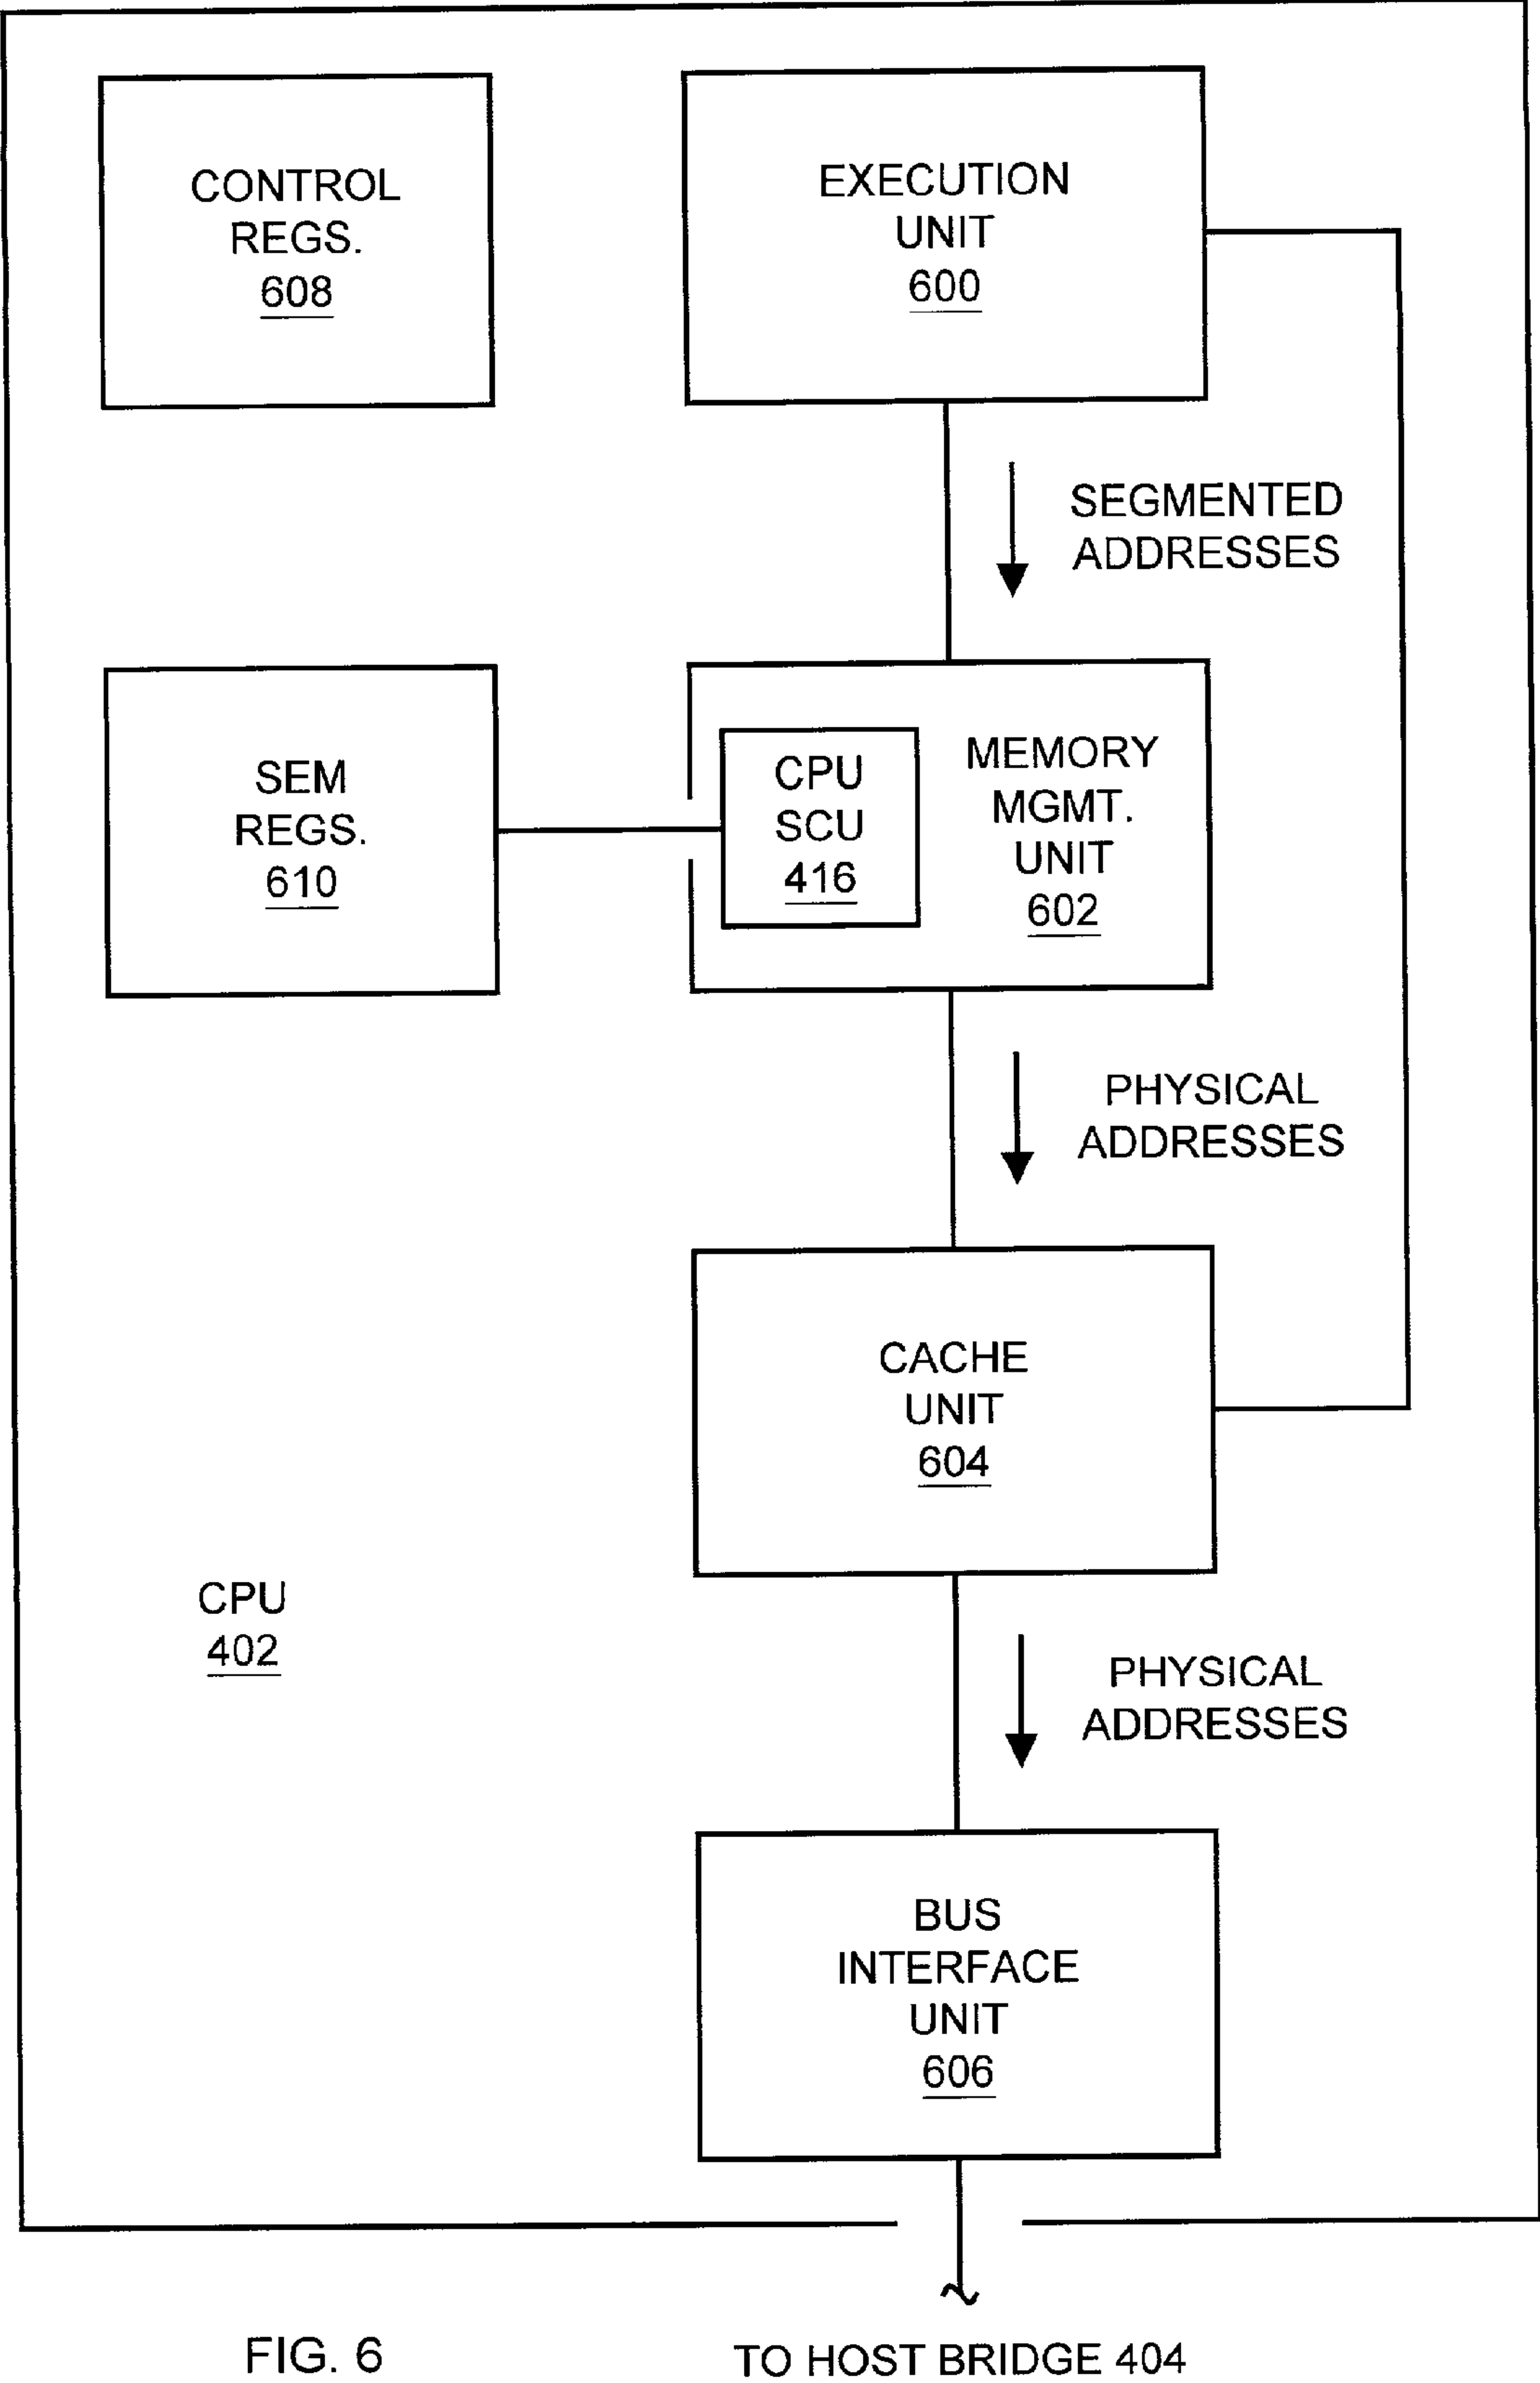 CONTROL
REGS.
608
EXECUTION
UNIT
600
SEGMENTED
ADDRESSES
SEM
REGS.
610
CPU
SCU
416
MEMORY
MGMT.
UNIT
602
PHYSICAL
ADDRESSES
CACHE
UNIT
604
CPU
402
PHYSICAL
ADDRESSES
BUS
INTERFACE
UNIT
606
FIG. 6
TO HOST BRIDGE 404